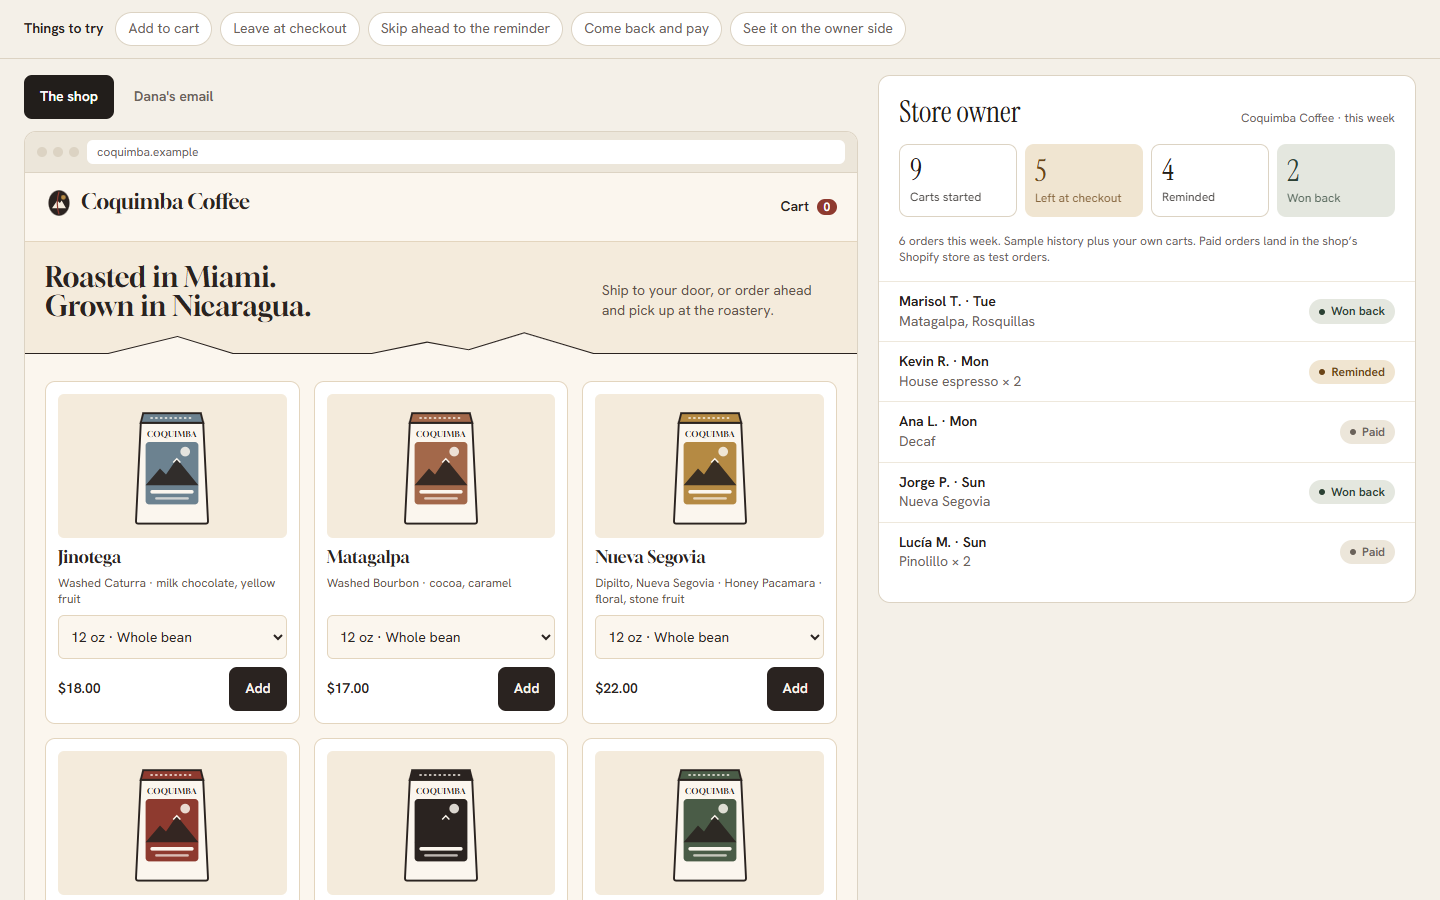 Things to try
Add to cart
Leave at checkout
Skip ahead to the reminder
Come back and pay
See it on the owner side
The shop
Dana's email
coquimba.example
Coquimba Coffee
Cart 0
Roasted in Miami.
Grown in Nicaragua.
Ship to your door, or order ahead
and pick up at the roastery.
COQUIMBA
Jinotega
Washed Caturra · milk chocolate, yellow
fruit
12 oz · Whole bean
$18.00
Add
COQUIMBA
Matagalpa
Washed Bourbon · cocoa, caramel
12 oz · Whole bean
$17.00
Add
COQUIMBA
Nueva Segovia
Dipilto, Nueva Segovia · Honey Pacamara ·
floral, stone fruit
12 oz · Whole bean
$22.00
Add
COQUIMBA
COQUIMBA
COQUIMBA
Store owner
Coquimba Coffee · this week
9
Carts started
5
Left at checkout
4
Reminded
2
Won back
6 orders this week. Sample history plus your own carts. Paid orders land in the shop’s
Shopify store as test orders.
Marisol T. · Tue
Matagalpa, Rosquillas
Won back
Kevin R. · Mon
House espresso × 2
Reminded
Ana L. · Mon
Decaf
Paid
Jorge P. · Sun
Nueva Segovia
Won back
Lucía M. · Sun
Pinolillo × 2
Paid